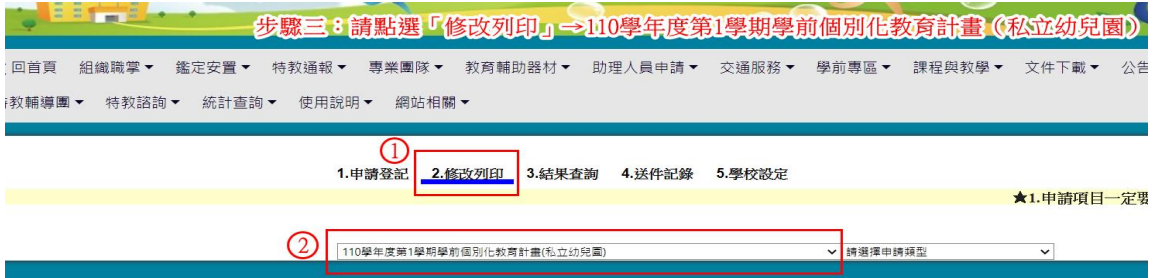 步驟三：請點選「修改列印」→110學年度第1學期學前個別化教育計畫（私立幼兒園）
回首頁 組織職掌▼ 鑑定安置▼ 特教通報▼ 專業團隊▼ 教育輔助器材▼ 助理人員申請▼ 交通服務▼ 學前專區▼ 課程與教學▼ 文件下載▼ 公告
特教輔導團▼ 特教諮詢▼ 統計查詢▼ 使用說明▼ 網站相關▼
①
1.申請登記 2.修改列印 3.結果查詢 4.送件記錄 5.學校設定
★1.申請項目一定要
② 110學年度第1學期學前個別化教育計畫(私立幼兒園) 請選擇申請類型